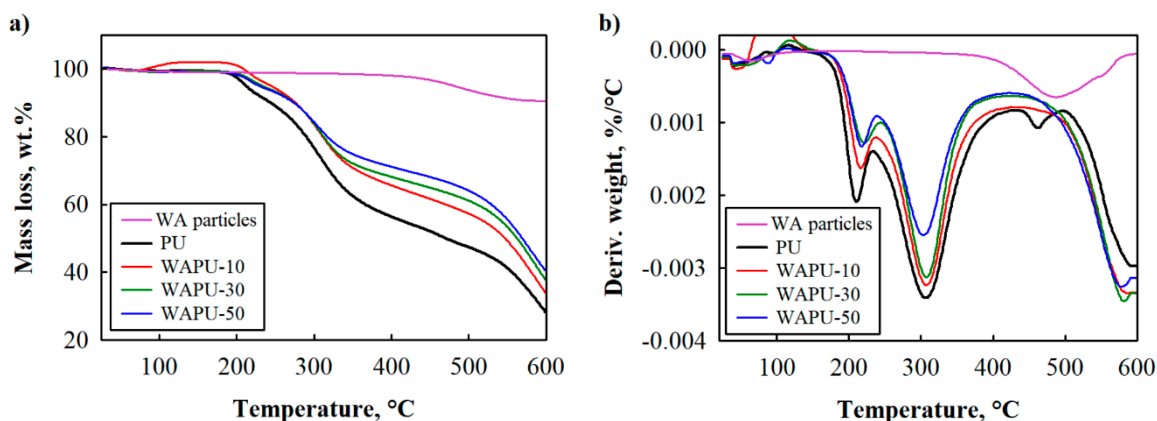 a)
Mass loss, wt.%
100
80
60
40
20
WA particles
PU
WAPU-10
WAPU-30
WAPU-50
100 200 300 400 500 600
Temperature, °C
b)
Deriv. weight, %/°C
0.000
0.001
0.002
-0.003
-0.004
WA particles
PU
WAPU-10
WAPU-30
WAPU-50
100 200 300 400 500 600
Temperature, °C